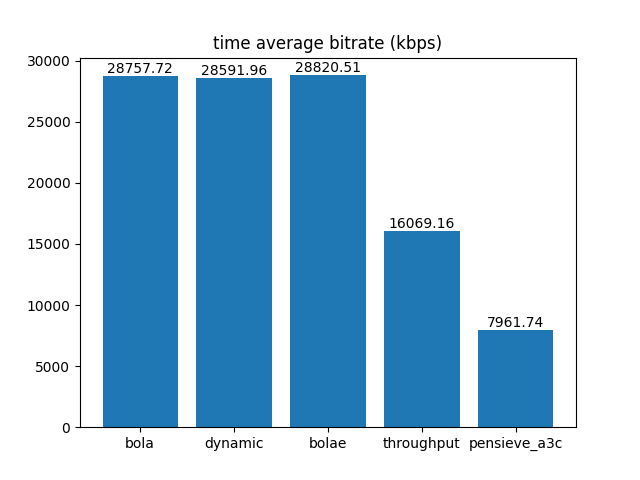 time average bitrate (kbps)
30000
25000
20000
15000
10000
5000
0
28757.72
28591.96
28820.51
16069.16
7961.74
bola
dynamic
bolae
throughput
pensieve_a3c